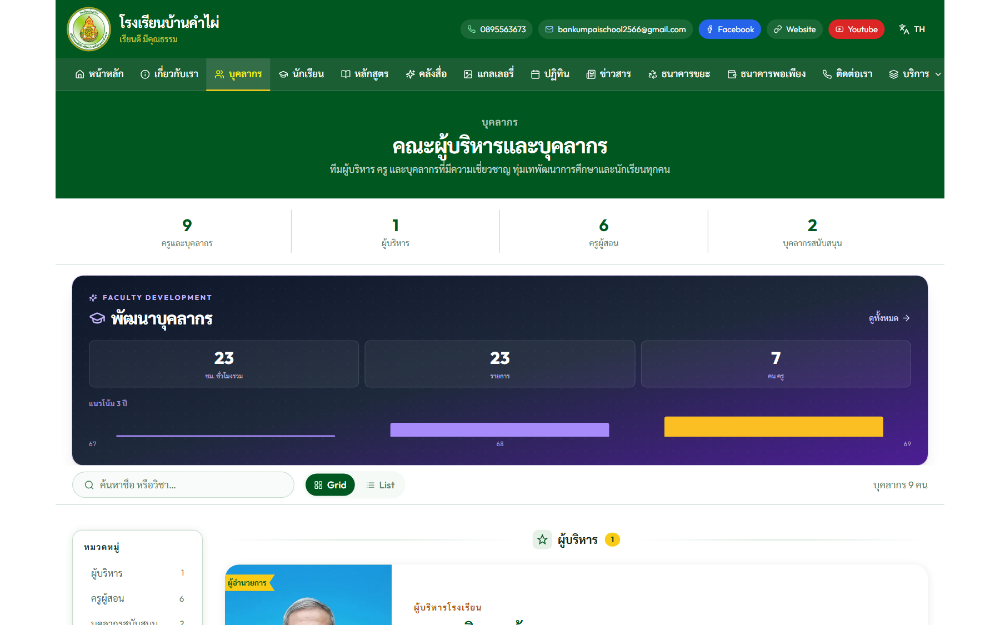 โรงเรียนบ้านคำไผ่
เรียนดี มีคุณธรรม
0895563673
bankumpaischool2566@gmail.com
Facebook
Website
Youtube
TH
หน้าหลัก
เกี่ยวกับเรา
บุคลากร
นักเรียน
หลักสูตร
คลังสื่อ
แกลเลอรี่
ปฏิทิน
ข่าวสาร
ธนาคารขยะ
ธนาคารพอเพียง
ติดต่อเรา
บริการ
บุคลากร
คณะผู้บริหารและบุคลากร
ทีมผู้บริหาร ครู และบุคลากรที่มีความเชี่ยวชาญ ทุ่มเทพัฒนาการศึกษาและนักเรียนทุกคน
9
ครูและบุคลากร
1
ผู้บริหาร
6
ครูผู้สอน
2
บุคลากรสนับสนุน
FACULTY DEVELOPMENT
พัฒนาบุคลากร
ดูทั้งหมด
23
ชม. ชั่วโมงรวม
23
รายการ
7
คน ครู
แนวโน้ม 3 ปี
67
68
69
ค้นหาชื่อ หรือวิชา...
Grid
List
บุคลากร 9 คน
หมวดหมู่
ผู้บริหาร 1
ครูผู้สอน 6
บุคลากรสนับสนุน 2
ผู้บริหาร 1
ผู้อำนวยการ
ผู้บริหารโรงเรียน